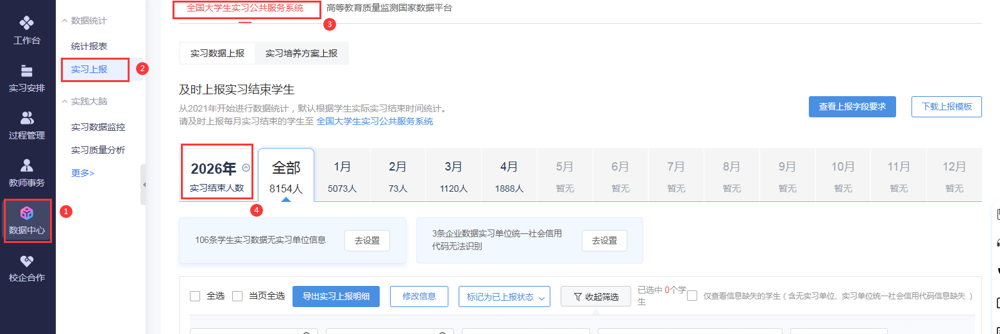 全国大学生实习公共服务系统
高等教育质量监测国家数据平台
3
工作台
实习安排
过程管理
教师事务
数据中心
1
校企合作
数据统计
统计报表
实习上报
2
实践大脑
实习数据监控
实习质量分析
更多>
实习数据上报
实习培养方案上报
及时上报实习结束学生
从2021年开始进行数据统计，默认根据学生实际实习结束时间统计。
请及时上报每月实习结束的学生至 全国大学生实习公共服务系统
查看上报字段要求
下载上报模板
2026年
实习结束人数
4
全部
8154人
1月
5073人
2月
73人
3月
1120人
4月
1888人
5月
暂无
6月
暂无
7月
暂无
8月
暂无
9月
暂无
10月
暂无
11月
暂无
12月
暂无
106条学生实习数据无实习单位信息
去设置
3条企业数据实习单位统一社会信用
代码无法识别
去设置
全选
当页全选
导出实习上报明细
修改信息
标记为已上报状态
收起筛选
已选中 0个学
生
仅查看信息缺失的学生（含无实习单位、实习单位统一社会信用代码信息缺失 ）